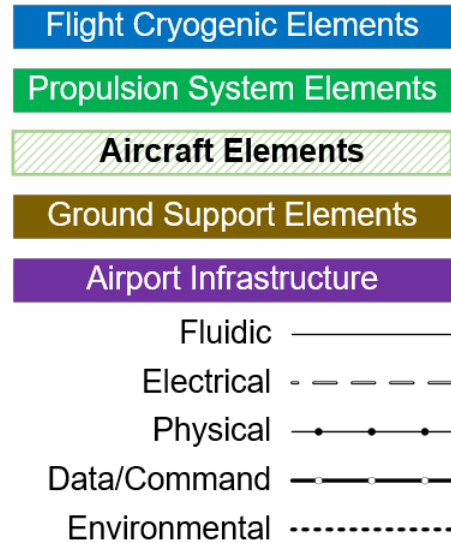 Flight Cryogenic Elements
Propulsion System Elements
Aircraft Elements
Ground Support Elements
Airport Infrastructure
Fluidic
Electrical
Physical
Data/Command
Environmental